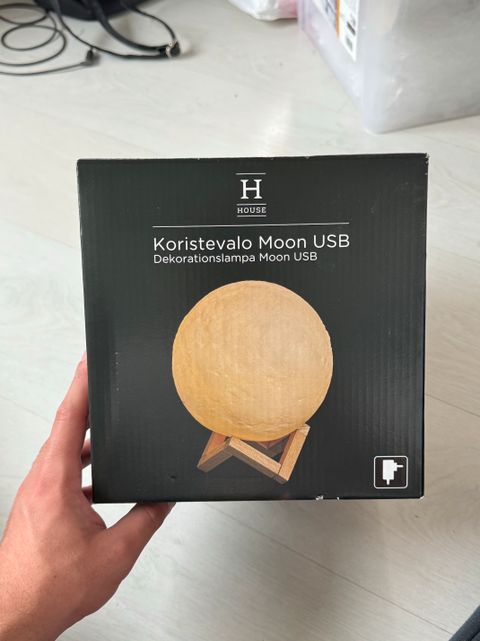 H
HOUSE
Koristevalo Moon USB
Dekorationslampa Moon USB